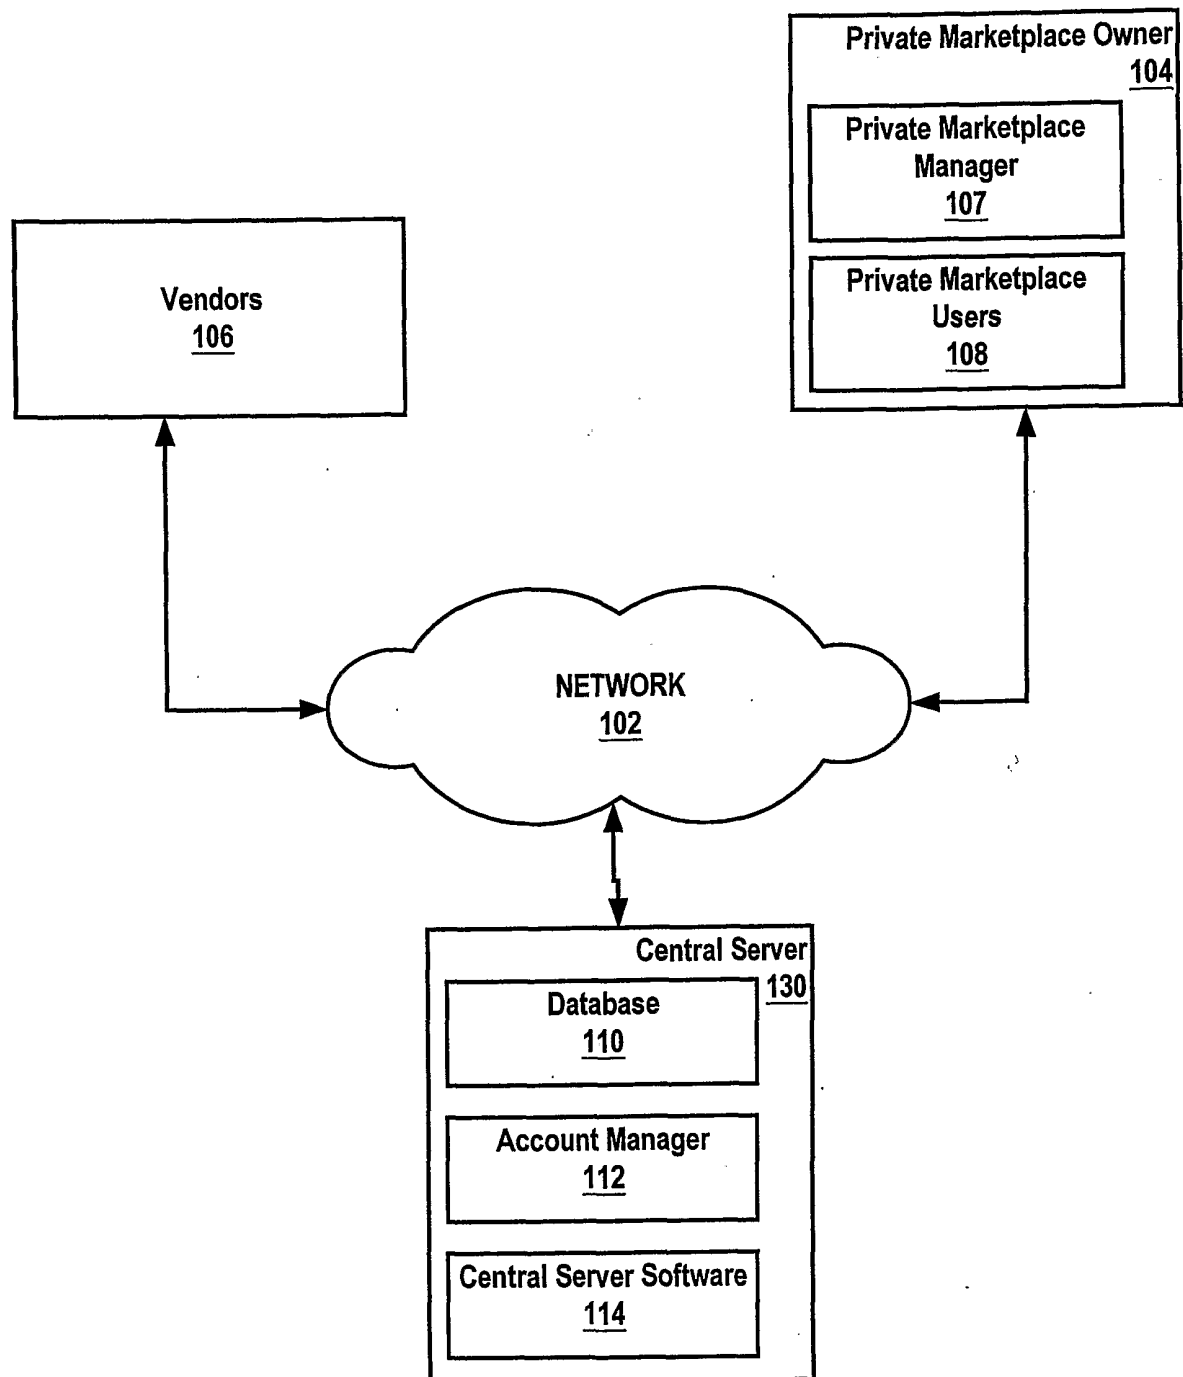 Private Marketplace Owner
104
Private Marketplace
Manager
107
Private Marketplace
Users
108
Vendors
106
NETWORK
102
Central Server
130
Database
110
Account Manager
112
Central Server Software
114